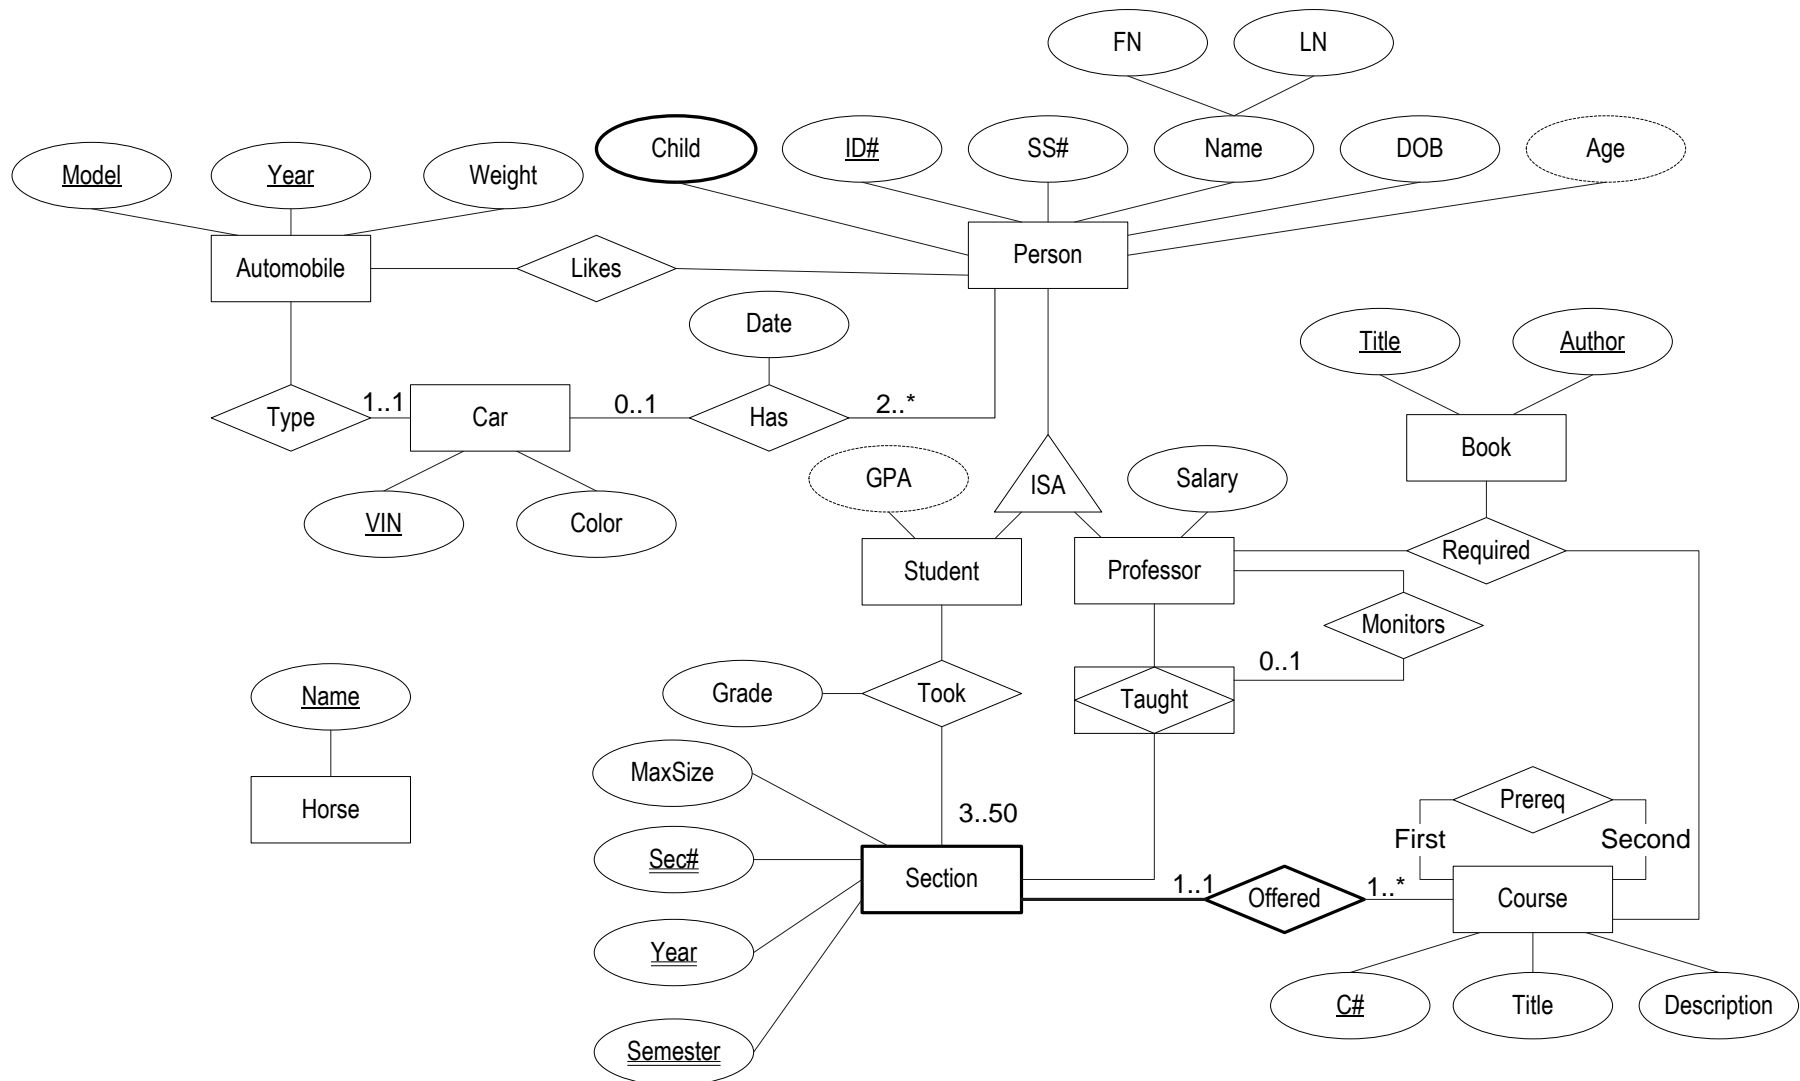 FN
LN
Child
ID#
SS#
Name
DOB
Age
Model
Year
Weight
Automobile
Likes
Person
Date
Title
Author
Type
1..1
Car
0..1
Has
2..*
Book
GPA
ISA
Salary
VIN
Color
Required
Student
Professor
Monitors
0..1
Name
Grade
Took
Taught
MaxSize
Horse
3..50
Prereq
First
Second
Sec#
Section
1..1
Offered
1..*
Course
Year
C#
Title
Description
Semester